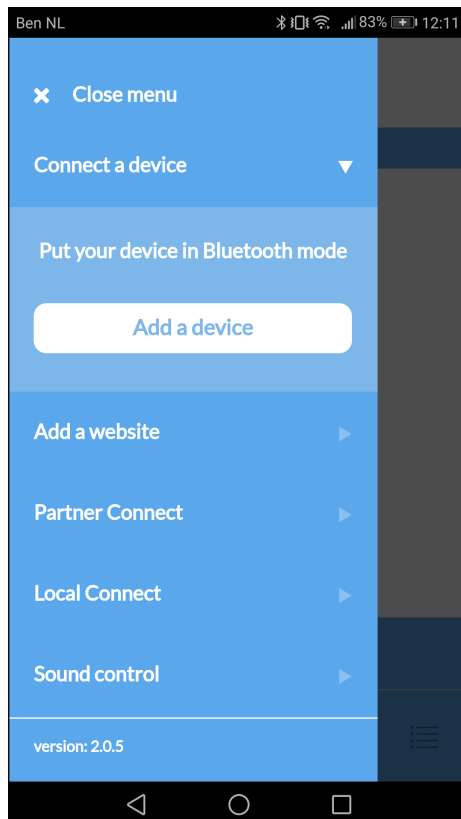 Ben NL 83% 12:11
Close menu
Connect a device
Put your device in Bluetooth mode
Add a device
Add a website
Partner Connect
Local Connect
Sound control
version: 2.0.5